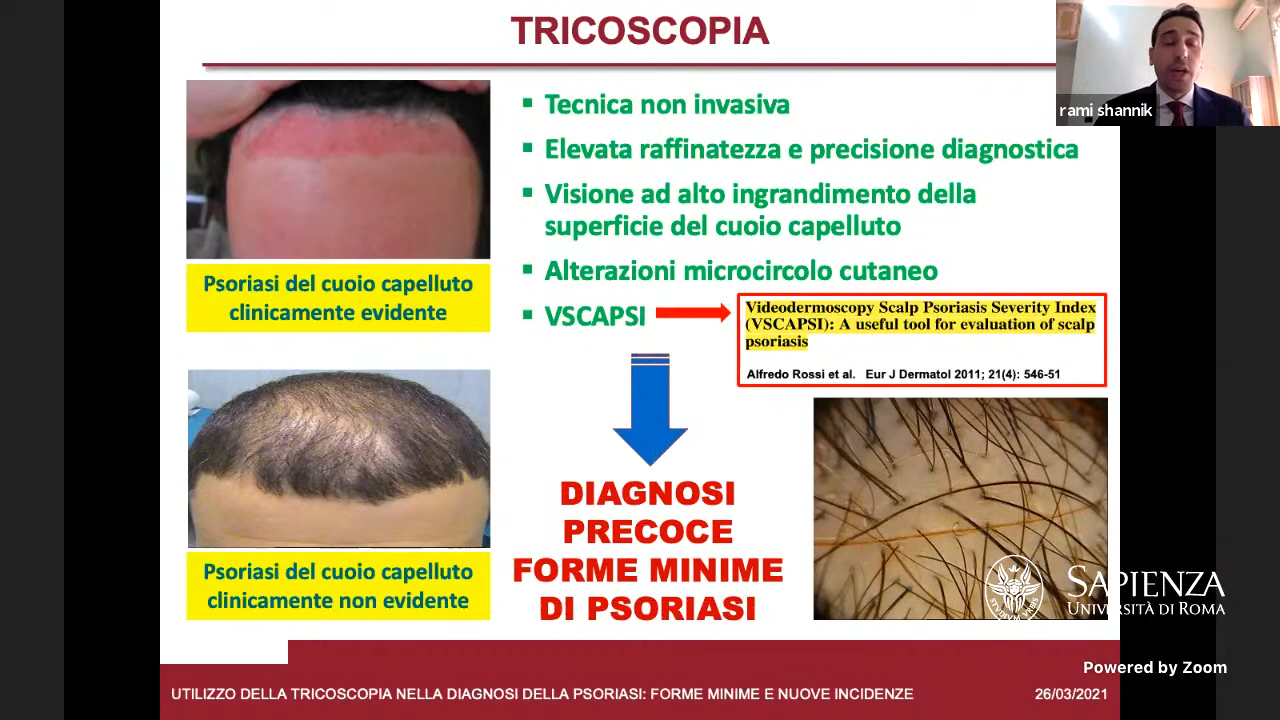 TRICOSCOPIA
rami shannik
▪ Tecnica non invasiva
▪ Elevata raffinatezza e precisione diagnostica
▪ Visione ad alto ingrandimento della
superficie del cuoio capelluto
▪ Alterazioni microcircolo cutaneo
▪ VSCAPSI
Videodermoscopy Scalp Psoriasis Severity Index
(VSCAPSI): A useful tool for evaluation of scalp
psoriasis
Alfredo Rossi et al. Eur J Dermatol 2011; 21(4): 546-51
Psoriasi del cuoio capelluto
clinicamente evidente
Psoriasi del cuoio capelluto
clinicamente non evidente
DIAGNOSI
PRECOCE
FORME MINIME
DI PSORIASI
STVDIVM VRBIS
SAPIENZA
UNIVERSITÀ DI ROMA
Powered by Zoom
UTILIZZO DELLA TRICOSCOPIA NELLA DIAGNOSI DELLA PSORIASI: FORME MINIME E NUOVE INCIDENZE
26/03/2021